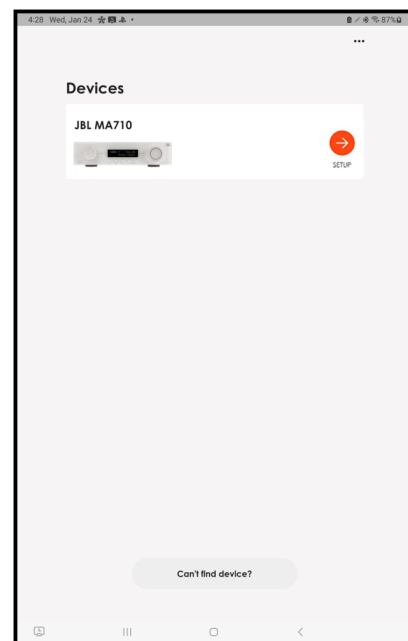 4:28 Wed, Jan 24
87%
Devices
JBL MA710
SETUP
Can't find device?